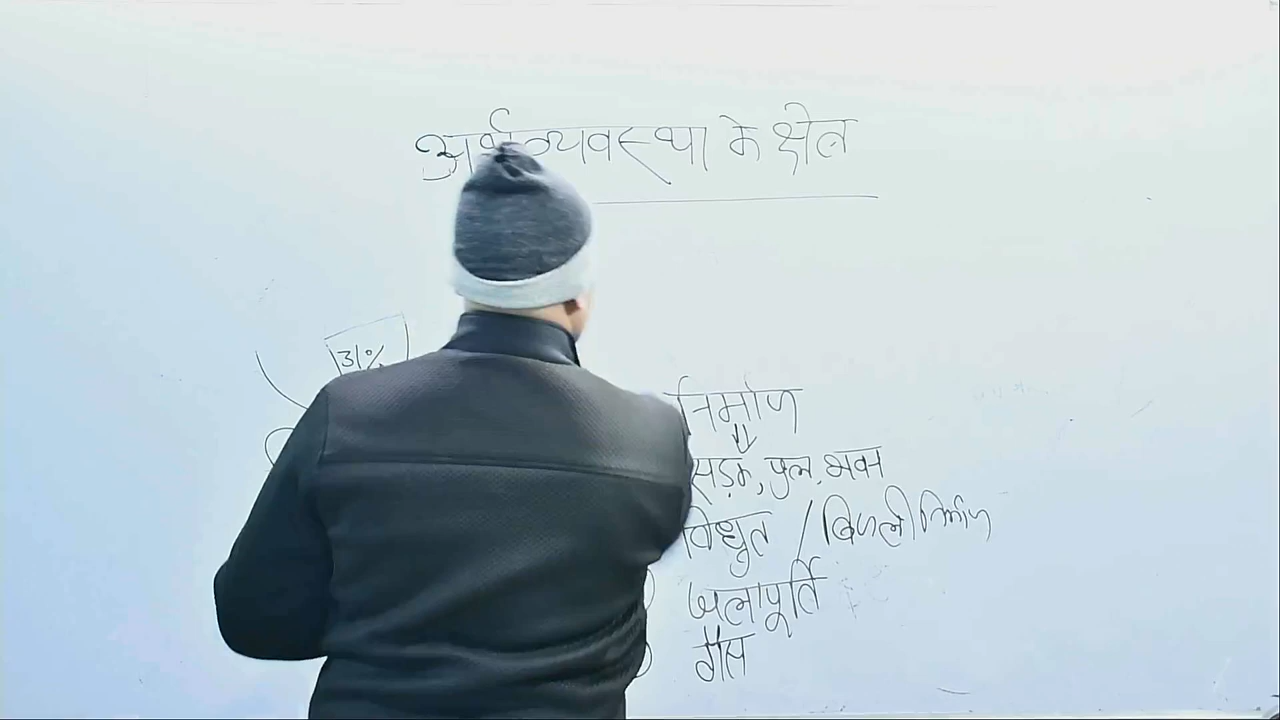 अर्थव्यवस्था के क्षेत्र
31%
निर्माण
सड़क, पुल, भवन
विधुत / बिजली निर्माण
जलापूर्ति
गैस